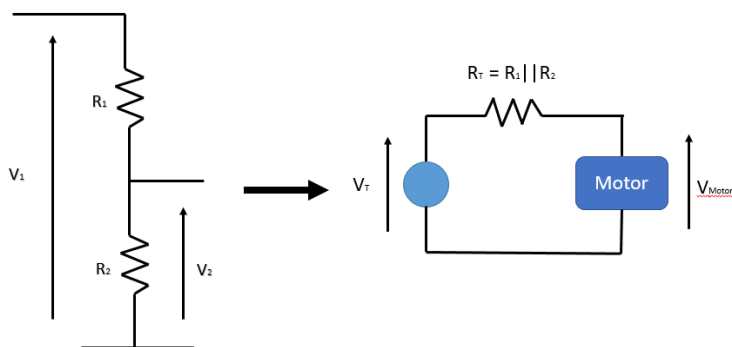 R₁
V₁
R₂
V₂
Rᴛ = R₁||R₂
Vᴛ
Motor
VMotor